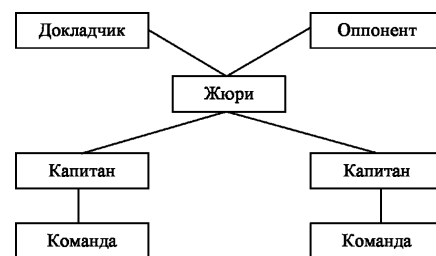 Докладчик
Оппонент
Жюри
Капитан
Капитан
Команда
Команда